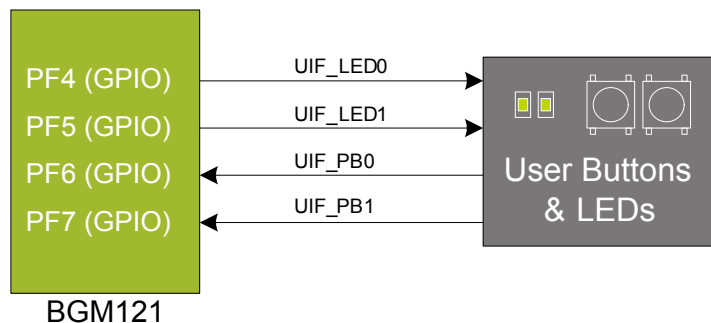 PF4 (GPIO)
UIF_LED0
PF5 (GPIO)
UIF_LED1
PF6 (GPIO)
UIF_PB0
PF7 (GPIO)
UIF_PB1
User Buttons
& LEDs
BGM121